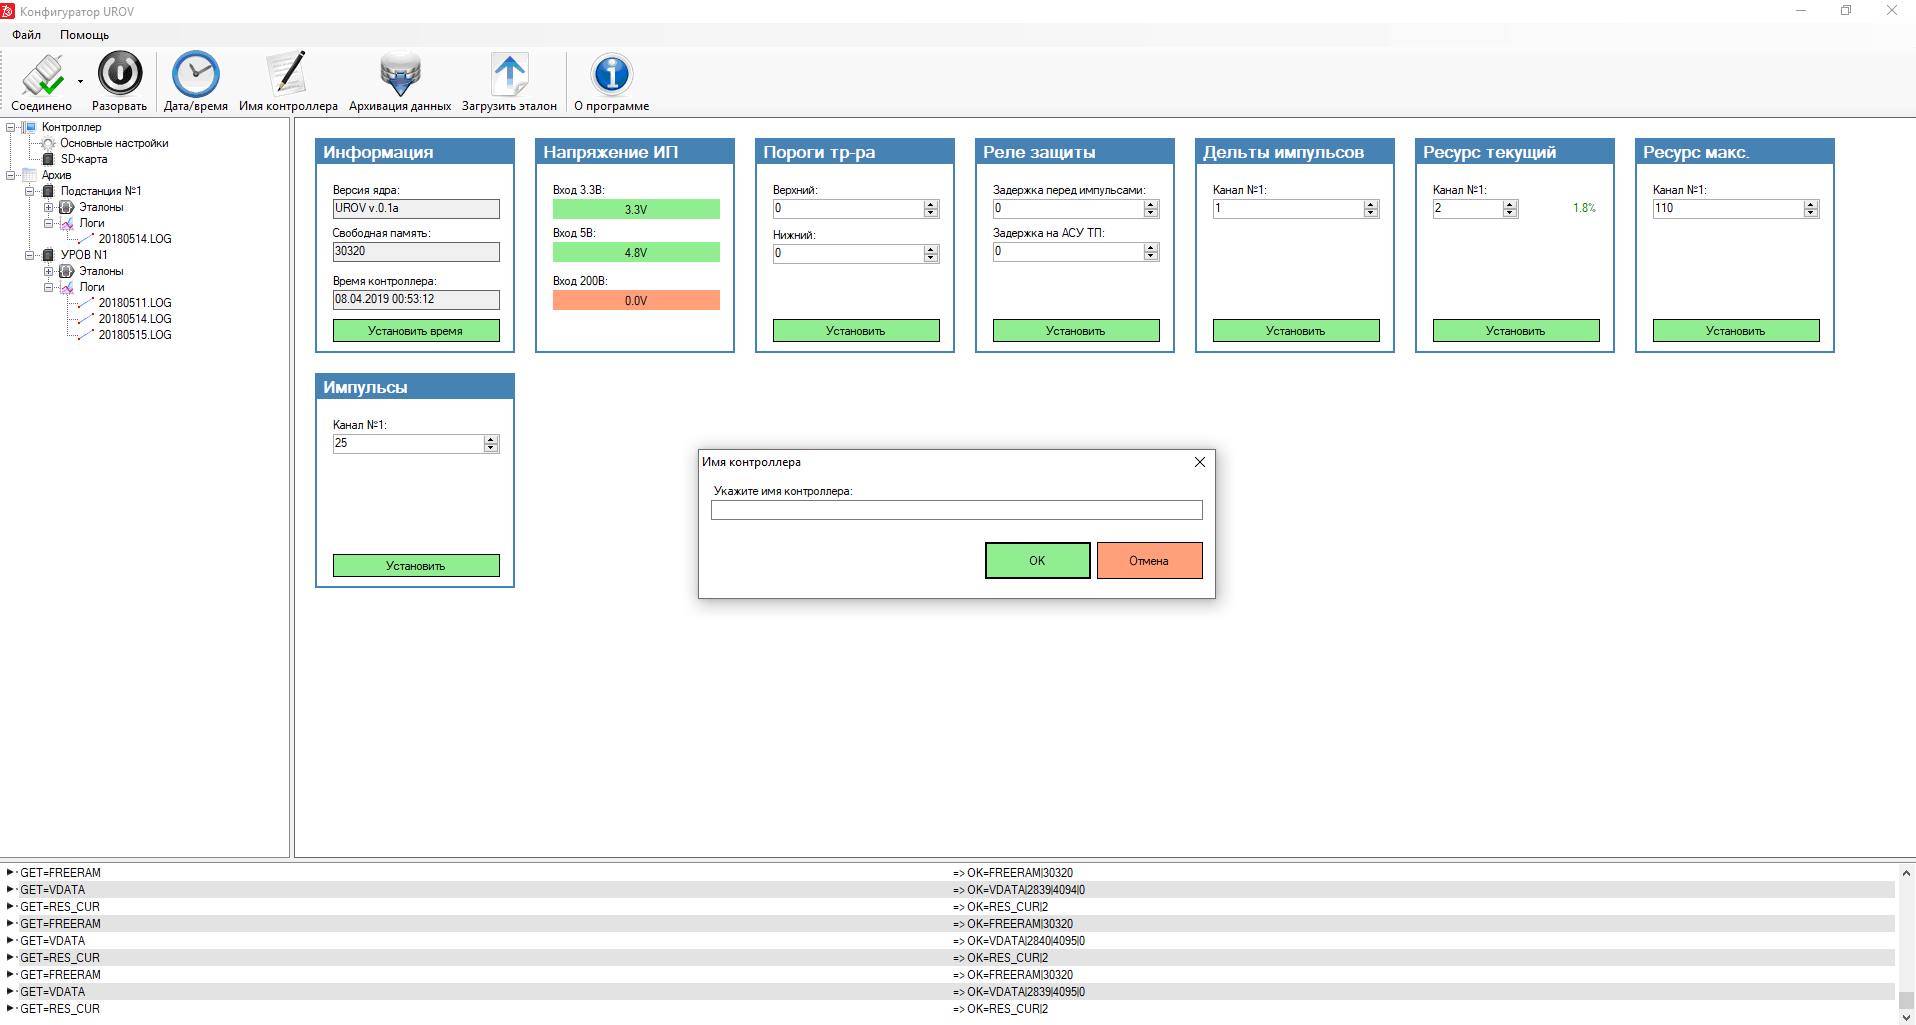 Конфигуратор UROV
Файл Помощь
Соединено Разорвать Дата/время Имя контроллера Архивация данных Загрузить эталон О программе
Контроллер
Основные настройки
SD-карта
Архив
Подстанция №1
Эталоны
Логи
20180514.LOG
УРОВ N1
Эталоны
Логи
20180511.LOG
20180514.LOG
20180515.LOG
Информация
Версия ядра:
UROV v.0.1a
Свободная память:
30320
Время контроллера:
08.04.2019 00:53:12
Установить время
Напряжение ИП
Вход 3.3В:
3.3V
Вход 5В:
4.8V
Вход 200В:
0.0V
Пороги тр-ра
Верхний:
0
Нижний:
0
Установить
Реле защиты
Задержка перед импульсами:
0
Задержка на АСУ ТП:
0
Установить
Дельты импульсов
Канал №1:
1
Установить
Ресурс текущий
Канал №1:
2 1.8%
Установить
Ресурс макс.
Канал №1:
110
Установить
Импульсы
Канал №1:
25
Установить
Имя контроллера
Укажите имя контроллера:
OK Отмена
GET=FREERAM => OK=FREERAM|30320
GET=VDATA => OK=VDATA|2839|4094|0
GET=RES_CUR => OK=RES_CUR|2
GET=FREERAM => OK=FREERAM|30320
GET=VDATA => OK=VDATA|2840|4095|0
GET=RES_CUR => OK=RES_CUR|2
GET=FREERAM => OK=FREERAM|30320
GET=VDATA => OK=VDATA|2839|4095|0
GET=RES_CUR => OK=RES_CUR|2